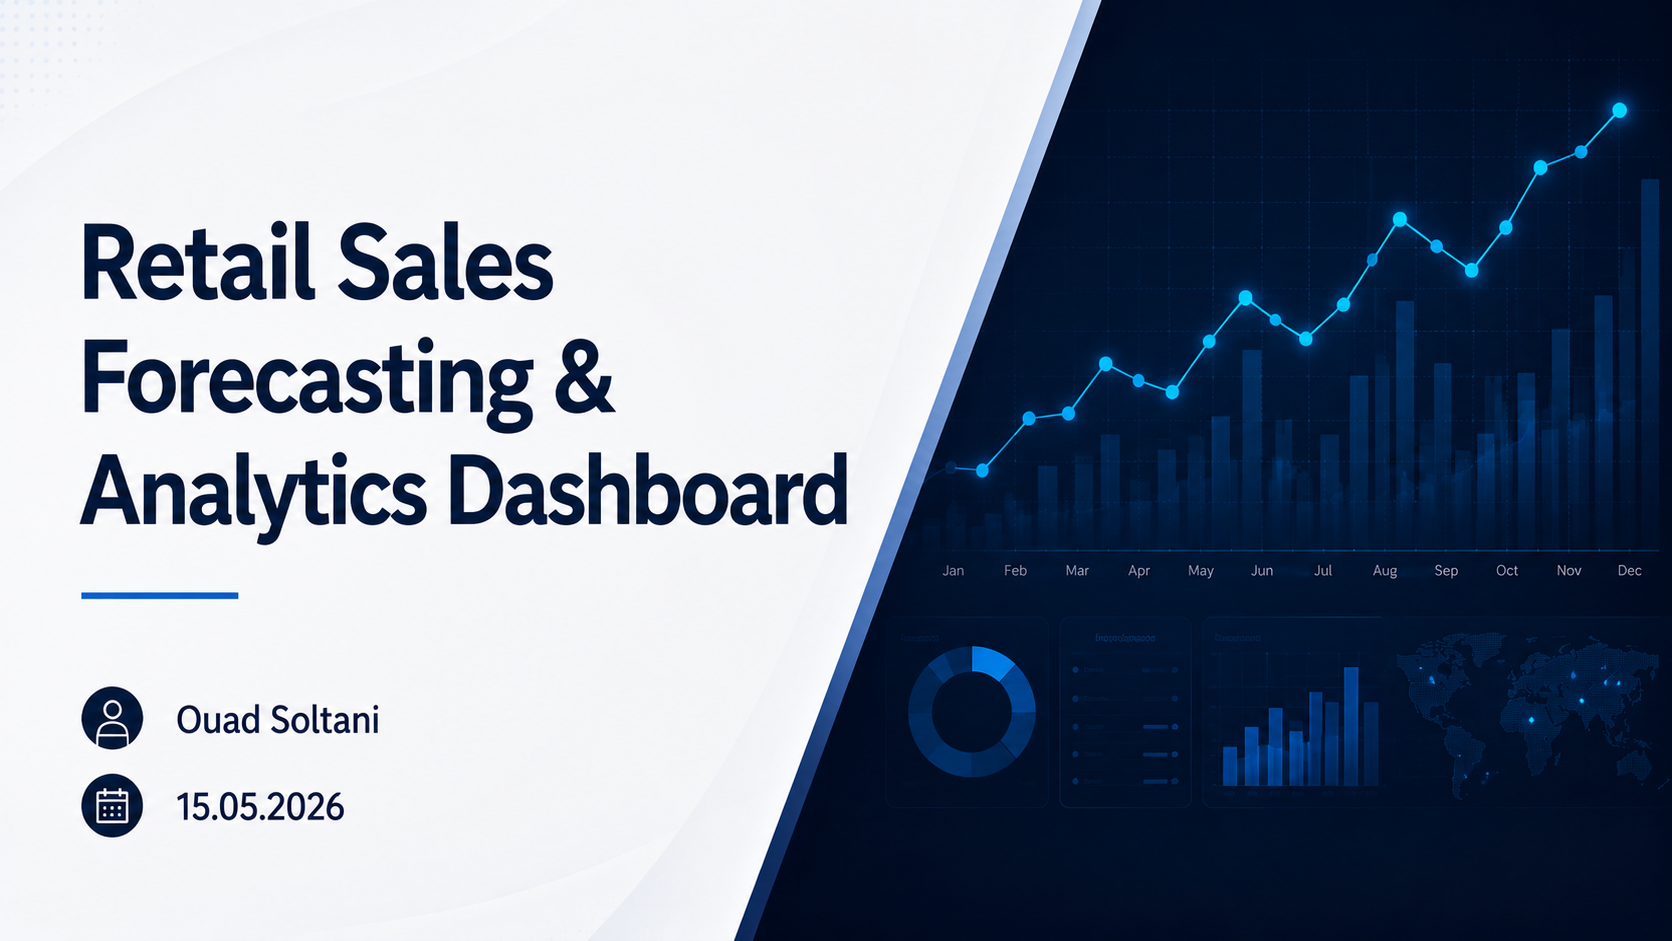 Retail Sales
Forecasting &
Analytics Dashboard
Ouad Soltani
15.05.2026
Jan Feb Mar Apr May Jun Jul Aug Sep Oct Nov Dec